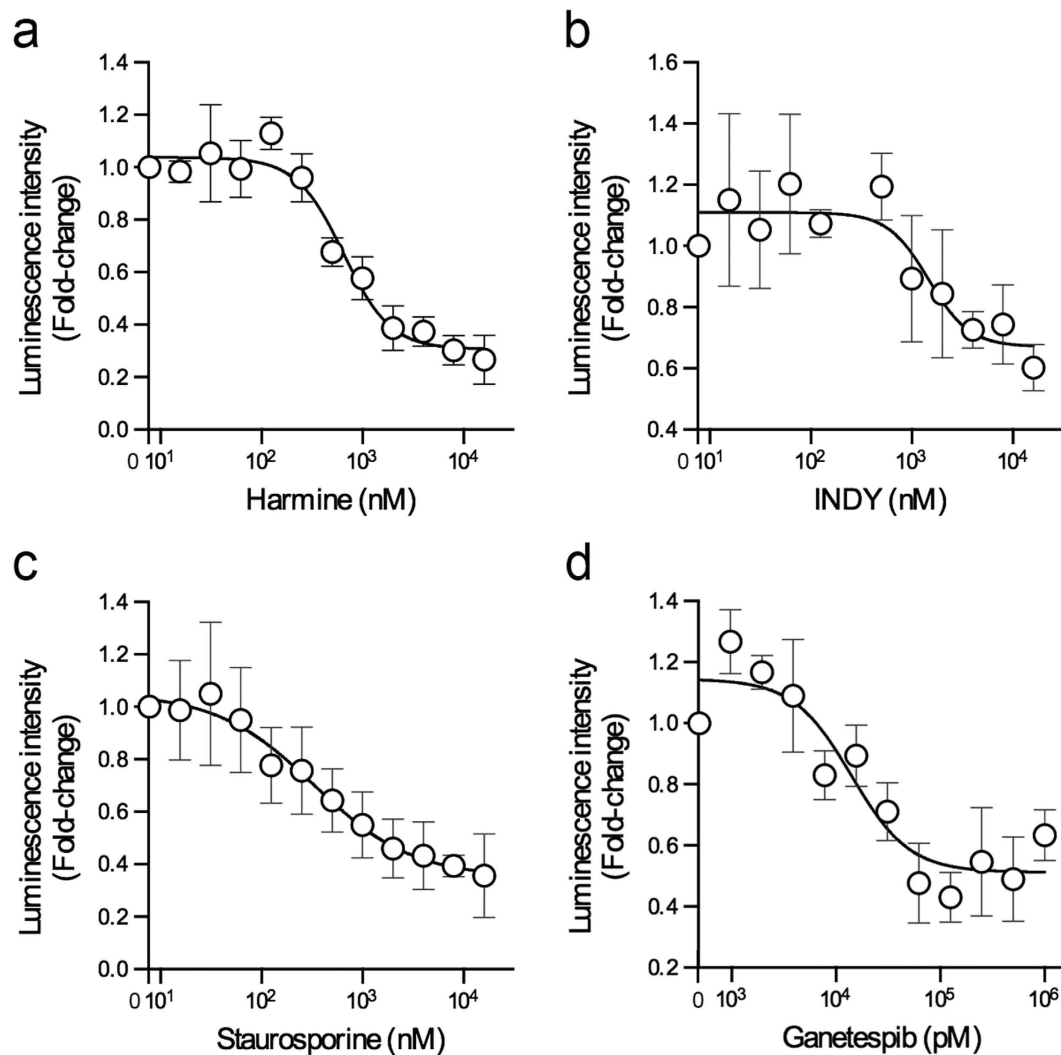 a
Luminescence intensity
(Fold-change)
1.4
1.2
1.0
0.8
0.6
0.4
0.2
0.0
0 10¹ 10² 10³ 10⁴
Harmine (nM)
b
Luminescence intensity
(Fold-change)
1.6
1.4
1.2
1.0
0.8
0.6
0.4
0 10¹ 10² 10³ 10⁴
INDY (nM)
c
Luminescence intensity
(Fold-change)
1.4
1.2
1.0
0.8
0.6
0.4
0.2
0.0
0 10¹ 10² 10³ 10⁴
Staurosporine (nM)
d
Luminescence intensity
(Fold-change)
1.4
1.2
1.0
0.8
0.6
0.4
0.2
0 10³ 10⁴ 10⁵ 10⁶
Ganetespib (pM)